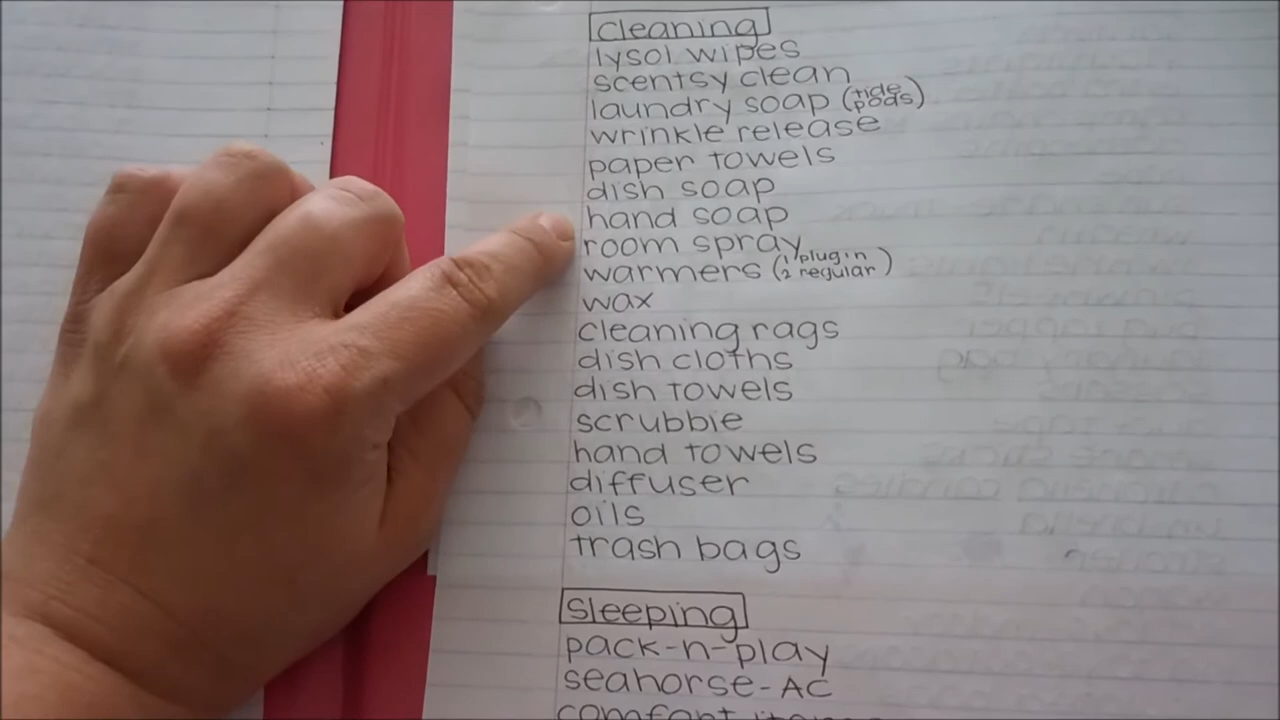 cleaning
lysol wipes
scentsy clean
laundry soap (tide pods)
wrinkle release
paper towels
dish soap
hand soap
room spray
warmers (1 plugin 2 regular)
wax
cleaning rags
dish cloths
dish towels
scrubbie
hand towels
diffuser
oils
trash bags
sleeping
pack-n-play
seahorse-AC
comfort